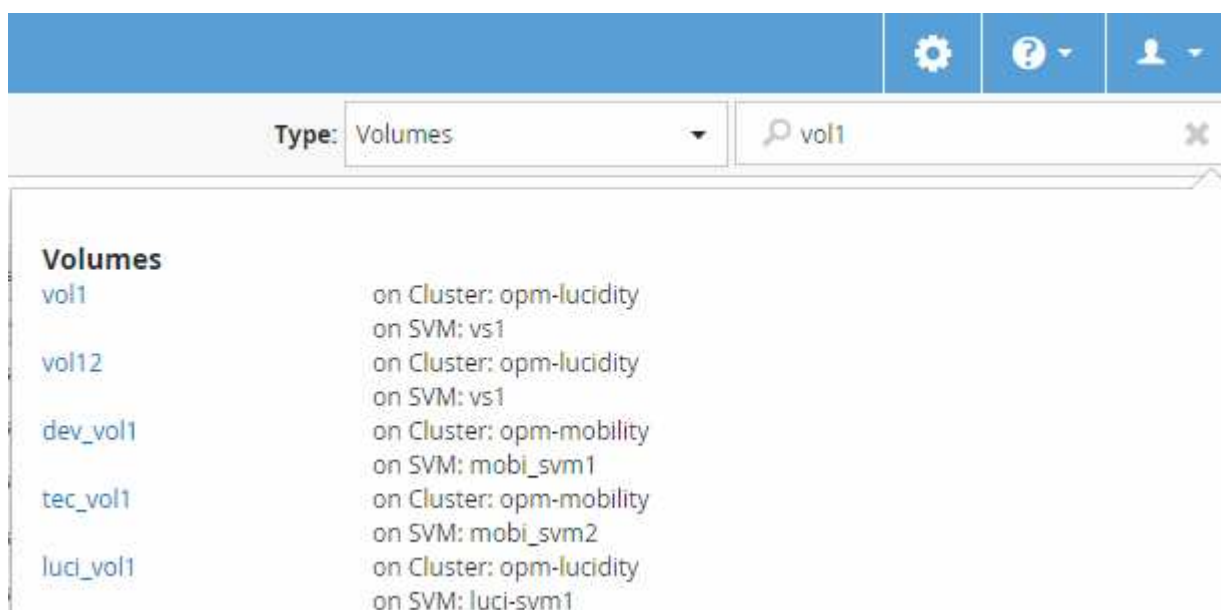 Type: Volumes vol1
Volumes
vol1 on Cluster: opm-lucidity
on SVM: vs1
vol12 on Cluster: opm-lucidity
on SVM: vs1
dev_vol1 on Cluster: opm-mobility
on SVM: mobi_svm1
tec_vol1 on Cluster: opm-mobility
on SVM: mobi_svm2
luci_vol1 on Cluster: opm-lucidity
on SVM: luci-svm1